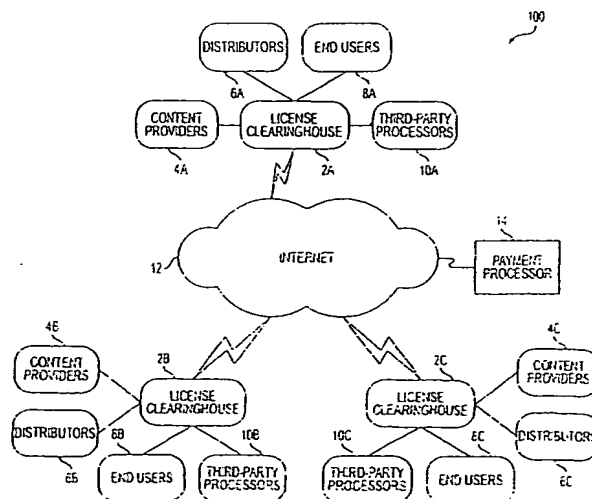 100
DISTRIBUTORS
END USERS
6A
8A
CONTENT
PROVIDERS
LICENSE
CLEARINGHOUSE
THIRD-PARTY
PROCESSORS
4A
2A
10A
12
INTERNET
14
PAYMENT
PROCESSOR
4B
CONTENT
PROVIDERS
2B
LICENSE
CLEARINGHOUSE
DISTRIBUTORS
6B
8B
END USERS
10B
THIRD-PARTY
PROCESSORS
2C
LICENSE
CLEARINGHOUSE
4C
CONTENT
PROVIDERS
DISTRIBUTORS
6C
10C
THIRD-PARTY
PROCESSORS
8C
END USERS